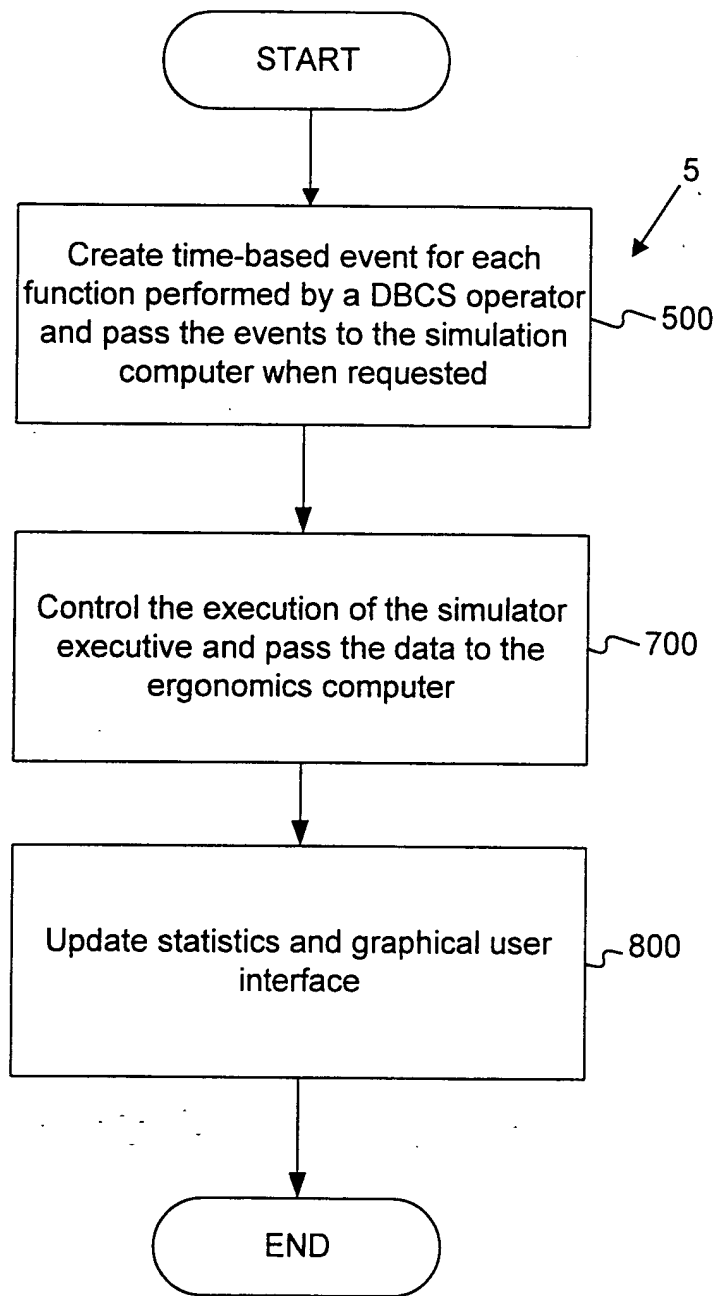 START
5
Create time-based event for each
function performed by a DBCS operator
and pass the events to the simulation
computer when requested
500
Control the execution of the simulator
executive and pass the data to the
ergonomics computer
700
Update statistics and graphical user
interface
800
END